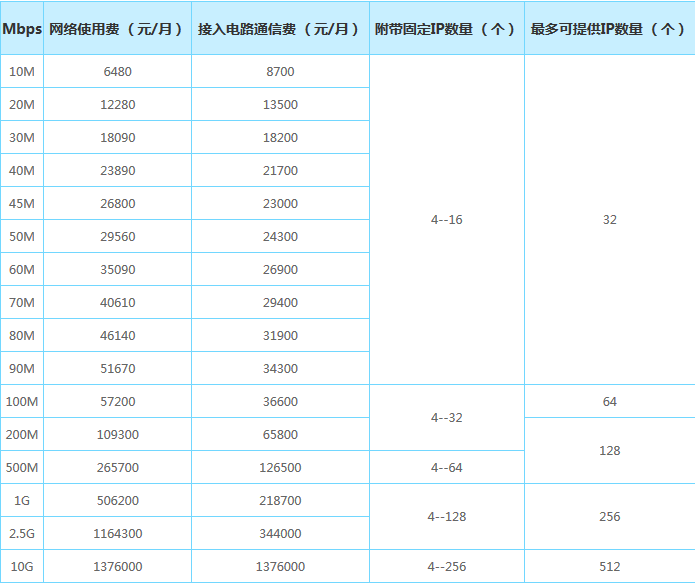 Mbps 网络使用费（元/月） 接入电路通信费（元/月） 附带固定IP数量（个） 最多可提供IP数量（个）
10M 6480 8700
20M 12280 13500
30M 18090 18200
40M 23890 21700
45M 26800 23000
4--16 32
50M 29560 24300
60M 35090 26900
70M 40610 29400
80M 46140 31900
90M 51670 34300
100M 57200 36600 64
4--32
200M 109300 65800
128
500M 265700 126500 4--64
1G 506200 218700
4--128 256
2.5G 1164300 344000
10G 1376000 1376000 4--256 512